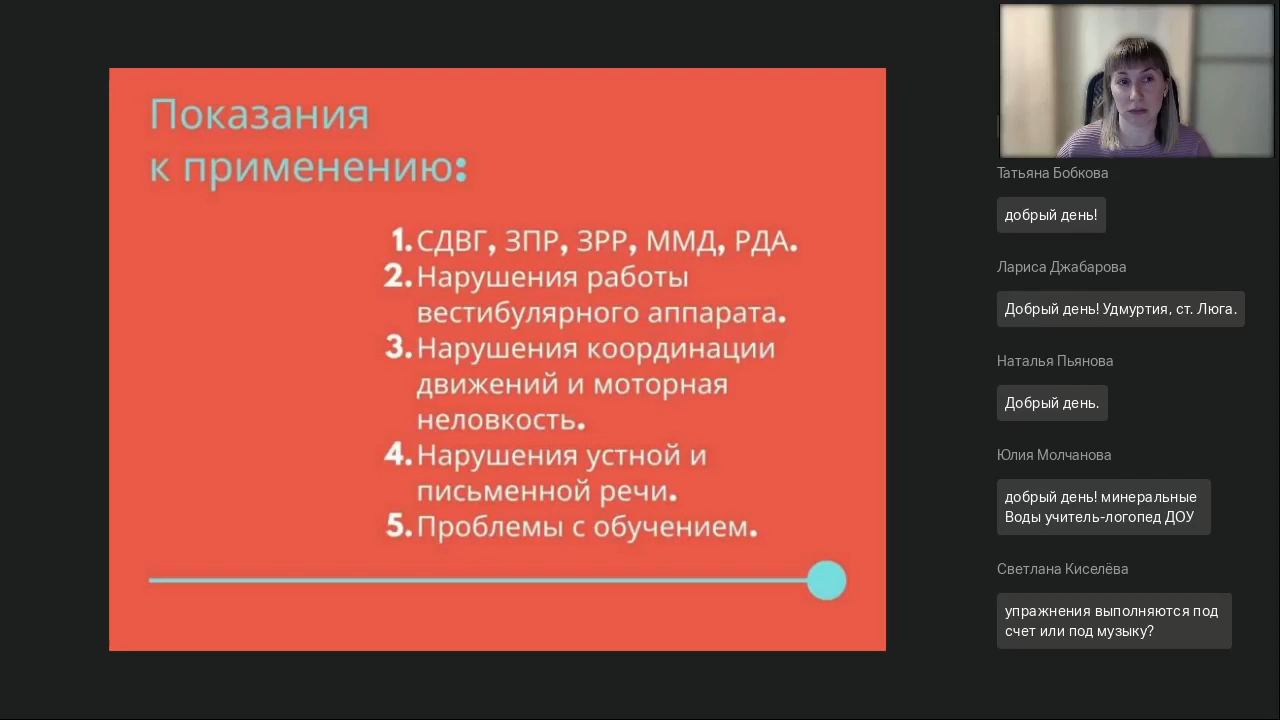 Показания
к применению:
1. СДВГ, ЗПР, ЗРР, ММД, РДА.
2. Нарушения работы
вестибулярного аппарата.
3. Нарушения координации
движений и моторная
неловкость.
4. Нарушения устной и
письменной речи.
5. Проблемы с обучением.
Татьяна Бобкова
добрый день!
Лариса Джабарова
Добрый день! Удмуртия, ст. Люга.
Наталья Пьянова
Добрый день.
Юлия Молчанова
добрый день! минеральные
Воды учитель-логопед ДОУ
Светлана Киселёва
упражнения выполняются под
счет или под музыку?